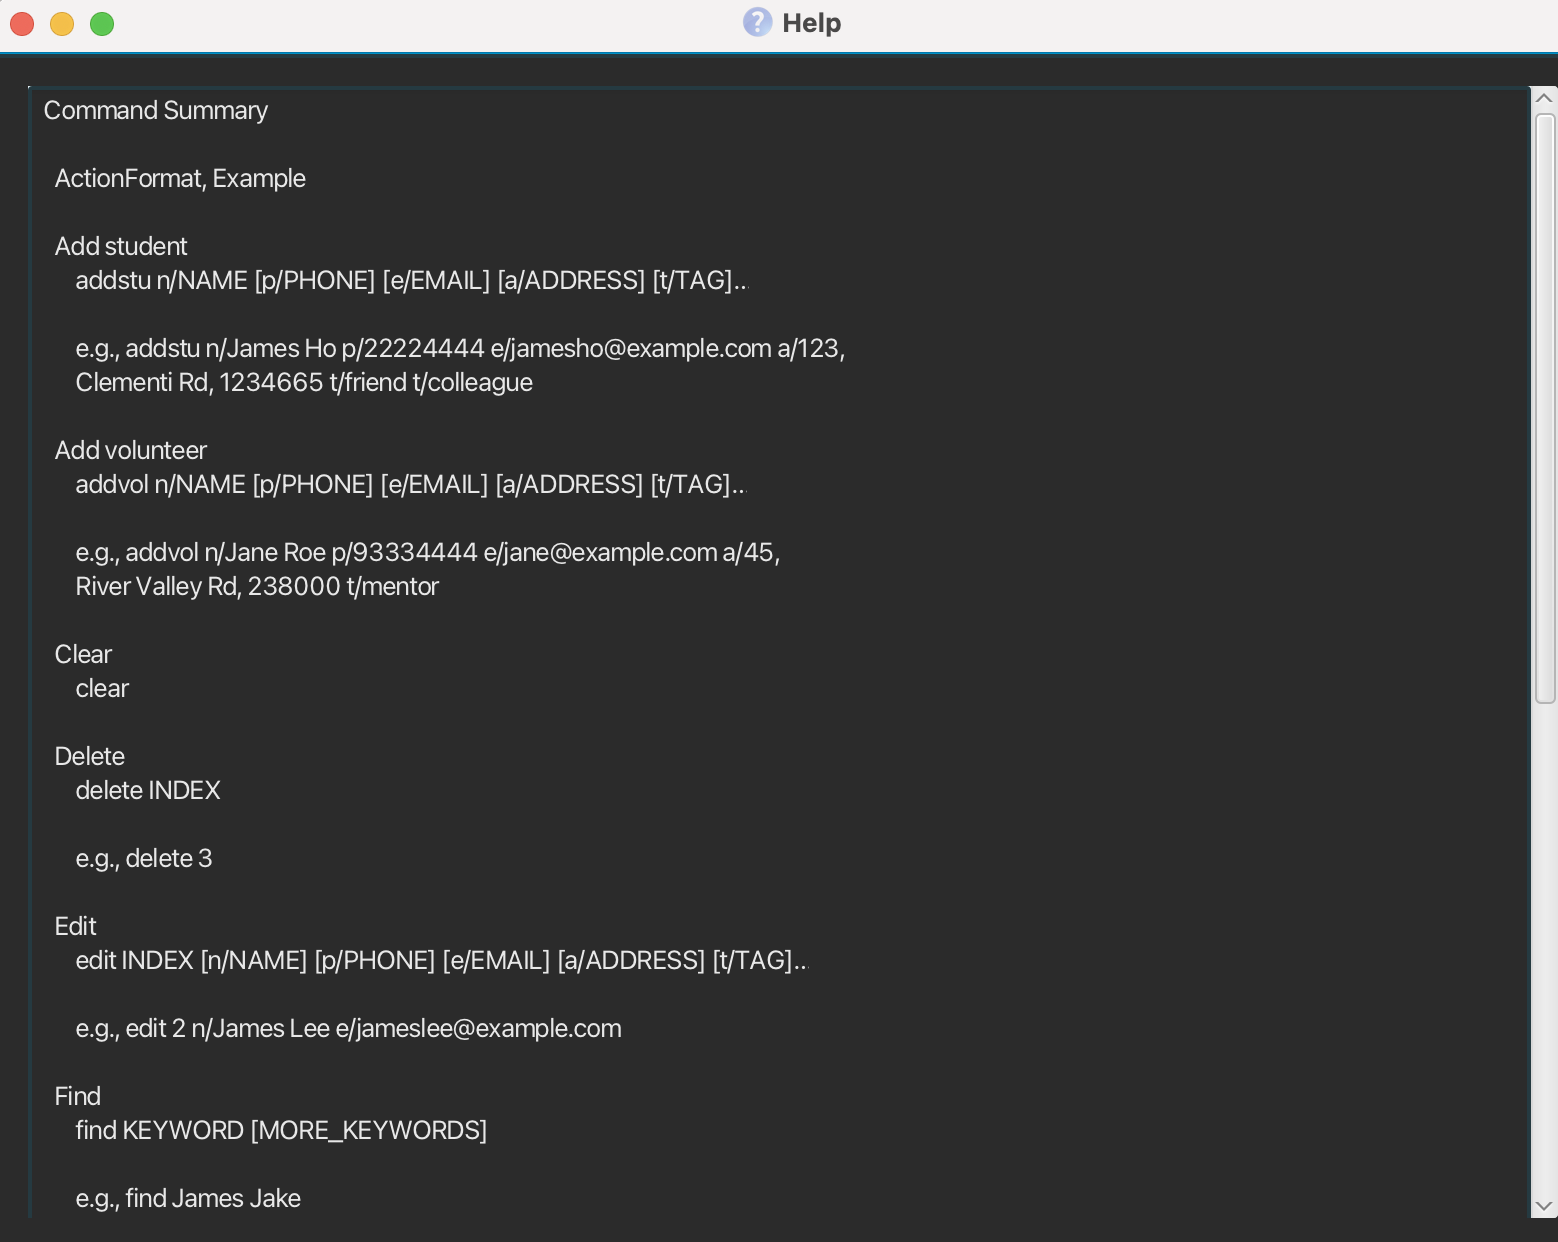 Help
Command Summary
ActionFormat, Example
Add student
addstu n/NAME [p/PHONE] [e/EMAIL] [a/ADDRESS] [t/TAG]…
e.g., addstu n/James Ho p/22224444 e/jamesho@example.com a/123,
Clementi Rd, 1234665 t/friend t/colleague
Add volunteer
addvol n/NAME [p/PHONE] [e/EMAIL] [a/ADDRESS] [t/TAG]…
e.g., addvol n/Jane Roe p/93334444 e/jane@example.com a/45,
River Valley Rd, 238000 t/mentor
Clear
clear
Delete
delete INDEX
e.g., delete 3
Edit
edit INDEX [n/NAME] [p/PHONE] [e/EMAIL] [a/ADDRESS] [t/TAG]…
e.g., edit 2 n/James Lee e/jameslee@example.com
Find
find KEYWORD [MORE_KEYWORDS]
e.g., find James Jake